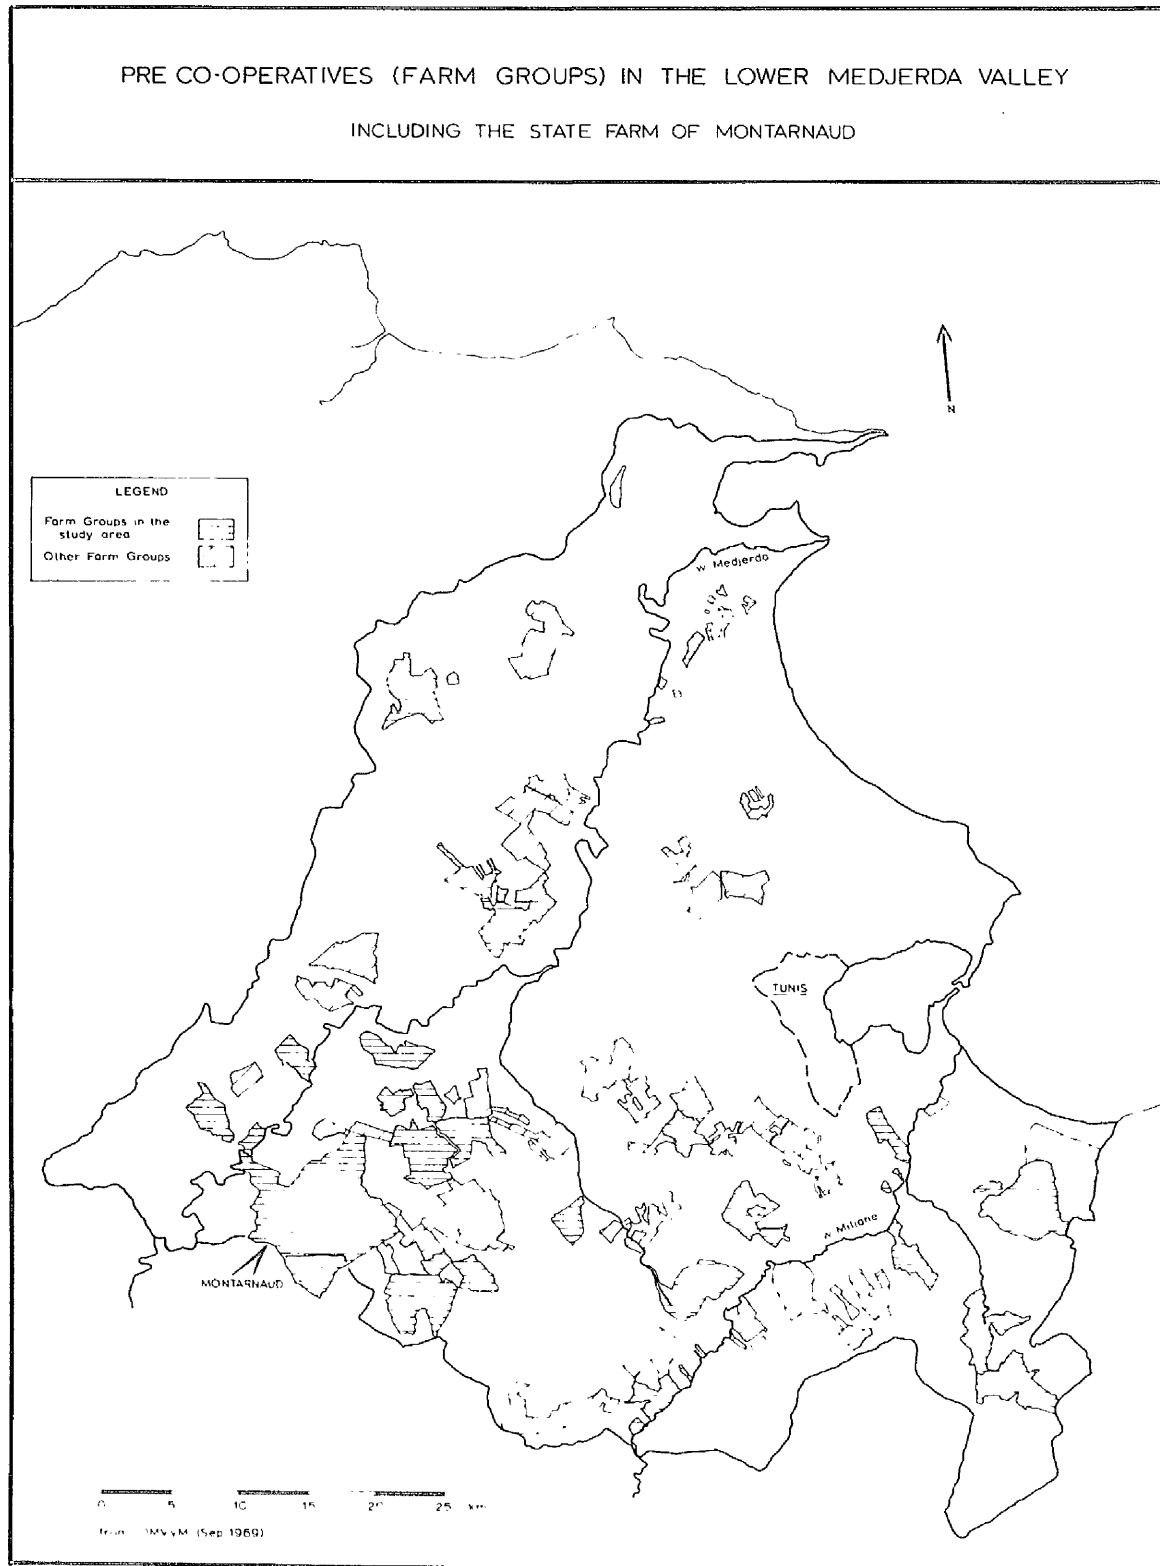 PRE CO-OPERATIVES (FARM GROUPS) IN THE LOWER MEDJERDA VALLEY
INCLUDING THE STATE FARM OF MONTARNAUD
N
LEGEND
Farm Groups in the
study area
Other Farm Groups
w Medjerda
TUNIS
w Miliane
MONTARNAUD
0 5 10 15 20 25 km
(Sep 1969)